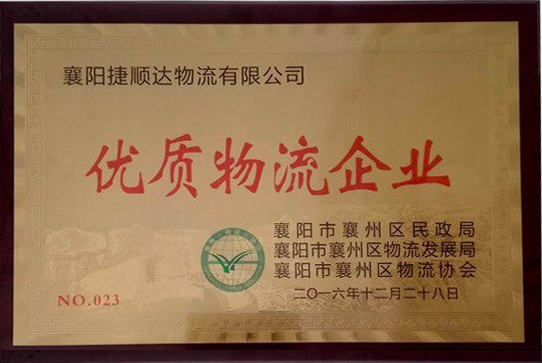 襄阳捷顺达物流有限公司
优质物流企业
襄阳市襄州区民政局
襄阳市襄州区物流发展局
襄阳市襄州区物流协会
二〇一六年十二月二十八日
NO.023